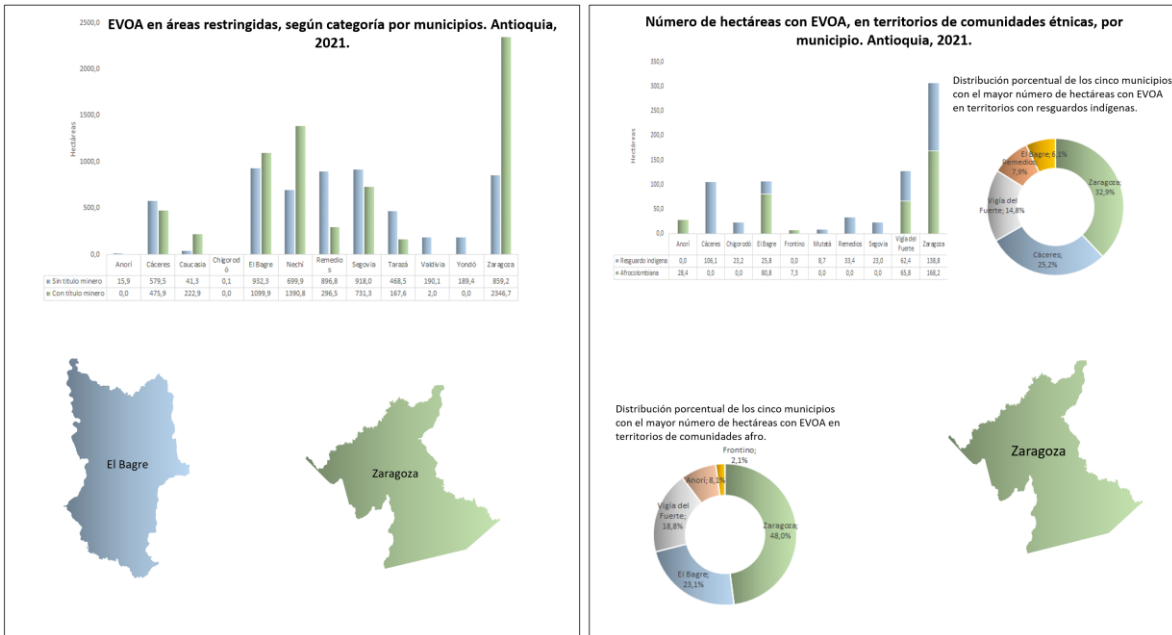 EVOA en áreas restringidas, según categoría por municipios. Antioquia,
2021.
2500,0
2000,0
1500,0
1000,0
500,0
0,0
Hectáreas
Anorí Cáceres Caucasia Chigorod ó El Bagre Nechí Remedio s Segovia Tarazá Valdivia Yondó Zaragoza
Sin titulo minero 15,9 579,5 41,3 0,1 932,3 699,9 896,8 918,0 468,5 190,1 189,4 859,2
Con título minero 0,0 475,9 222,9 0,0 1099,9 1390,8 296,5 731,3 167,6 2,0 0,0 2346,7
El Bagre
Zaragoza
Número de hectáreas con EVOA, en territorios de comunidades étnicas, por
municipio. Antioquia, 2021.
350,0
300,0
250,0
200,0
150,0
100,0
50,0
0,0
Hectáreas
Anorí Cáceres Chigorodó El Bagre Frontino Mutatá Remedios Segovia Vigía del Fuerte Zaragoza
Resguardo indígena 0,0 106,1 23,2 25,8 0,0 8,7 33,4 23,0 62,4 138,8
Afrocolombiana 28,4 0,0 0,0 80,8 7,3 0,0 0,0 0,0 65,8 168,2
Distribución porcentual de los cinco municipios
con el mayor número de hectáreas con EVOA
en territorios con resguardos indígenas.
El Bagre; 6,1%
Remedios;
7,9%
Zaragoza;
32,9%
Vigía del
Fuerte; 14,8%
Cáceres;
25,2%
Distribución porcentual de los cinco municipios
con el mayor número de hectáreas con EVOA en
territorios de comunidades afro.
Frontino;
2,1%
Anorí; 8,1%
Vigía del
Fuerte;
18,8%
Zaragoza;
48,0%
El Bagre;
23,1%
Zaragoza